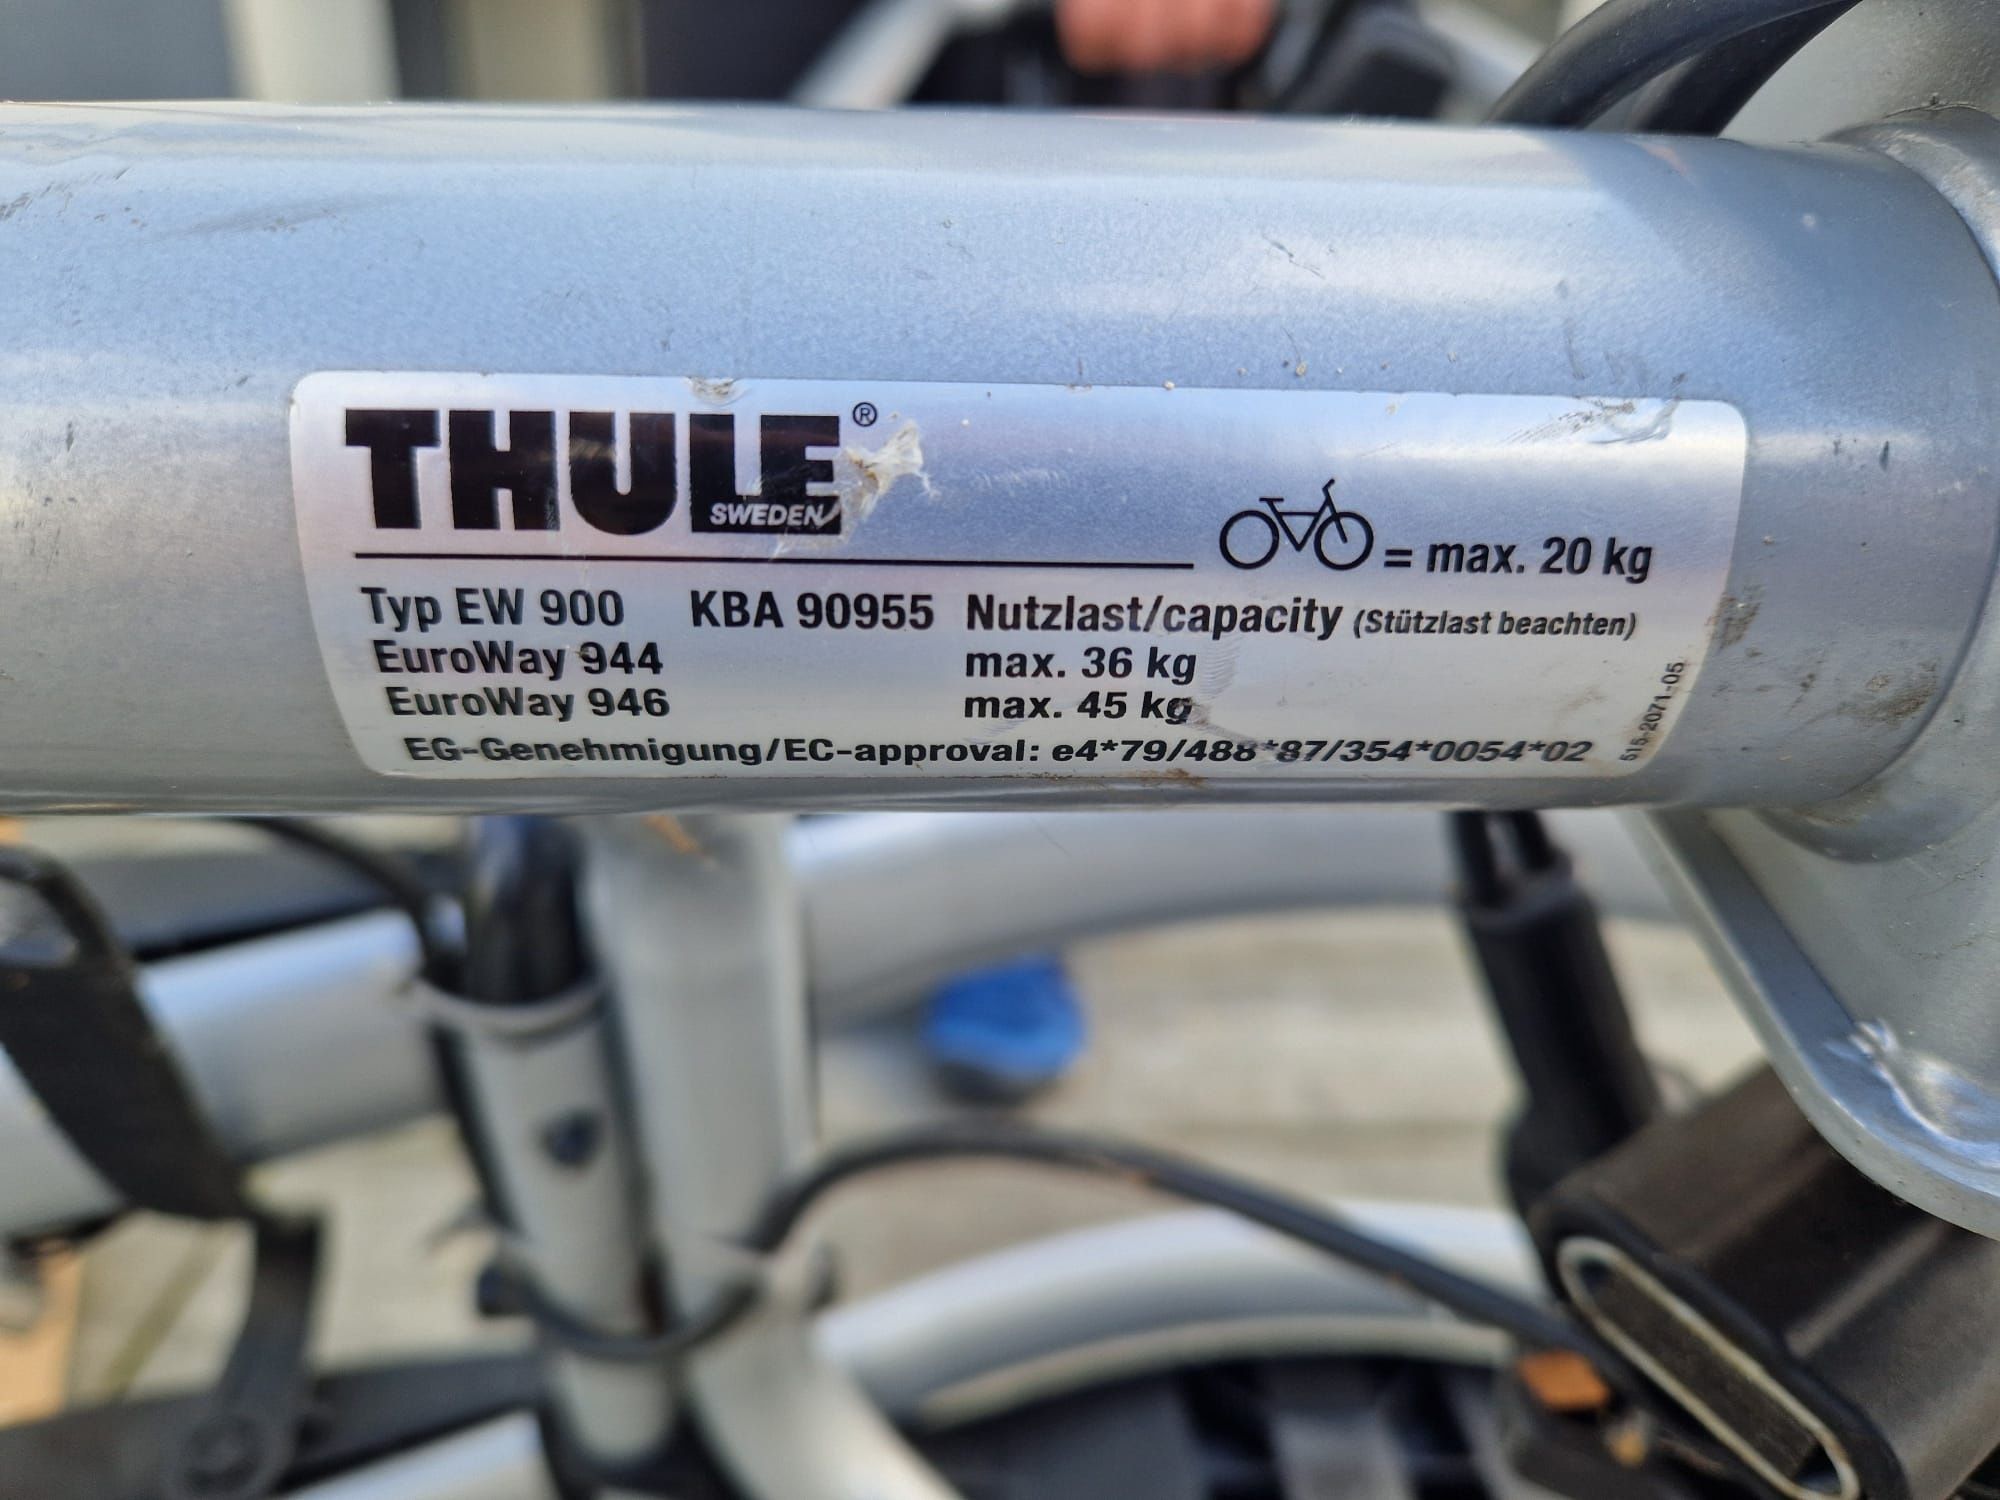 THULE®
SWEDEN
= max. 20 kg
Typ EW 900 KBA 90955 Nutzlast/capacity (Stützlast beachten)
EuroWay 944 max. 36 kg
EuroWay 946 max. 45 kg
EG-Genehmigung/EC-approval: e4*79/488*87/354*0054*02
515-2071-05